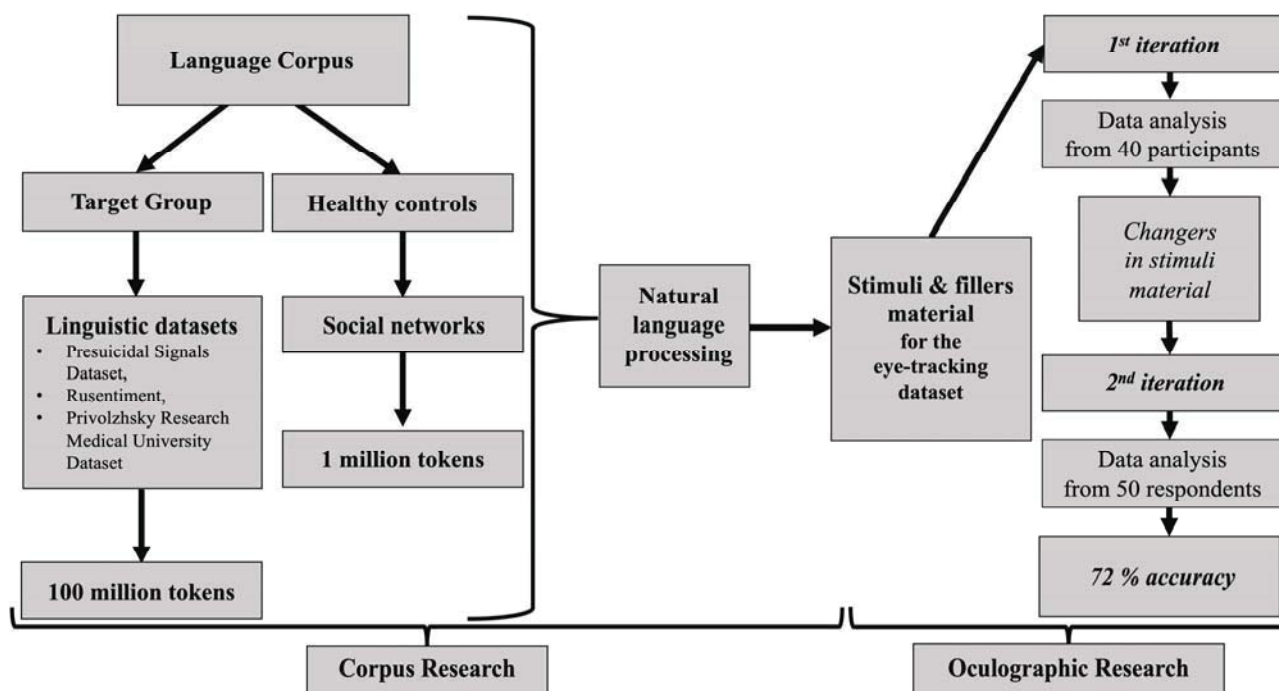 Language Corpus
Target Group
Linguistic datasets
• Presuicidal Signals
Dataset,
• Rusentiment,
• Privolzhsky Research
Medical University
Dataset
100 million tokens
Healthy controls
Social networks
1 million tokens
Natural
language
processing
Stimuli & fillers
material
for the
eye-tracking
dataset
1st iteration
Data analysis
from 40 participants
Changers
in stimuli
material
2nd iteration
Data analysis
from 50 respondents
72 % accuracy
Corpus Research
Oculographic Research